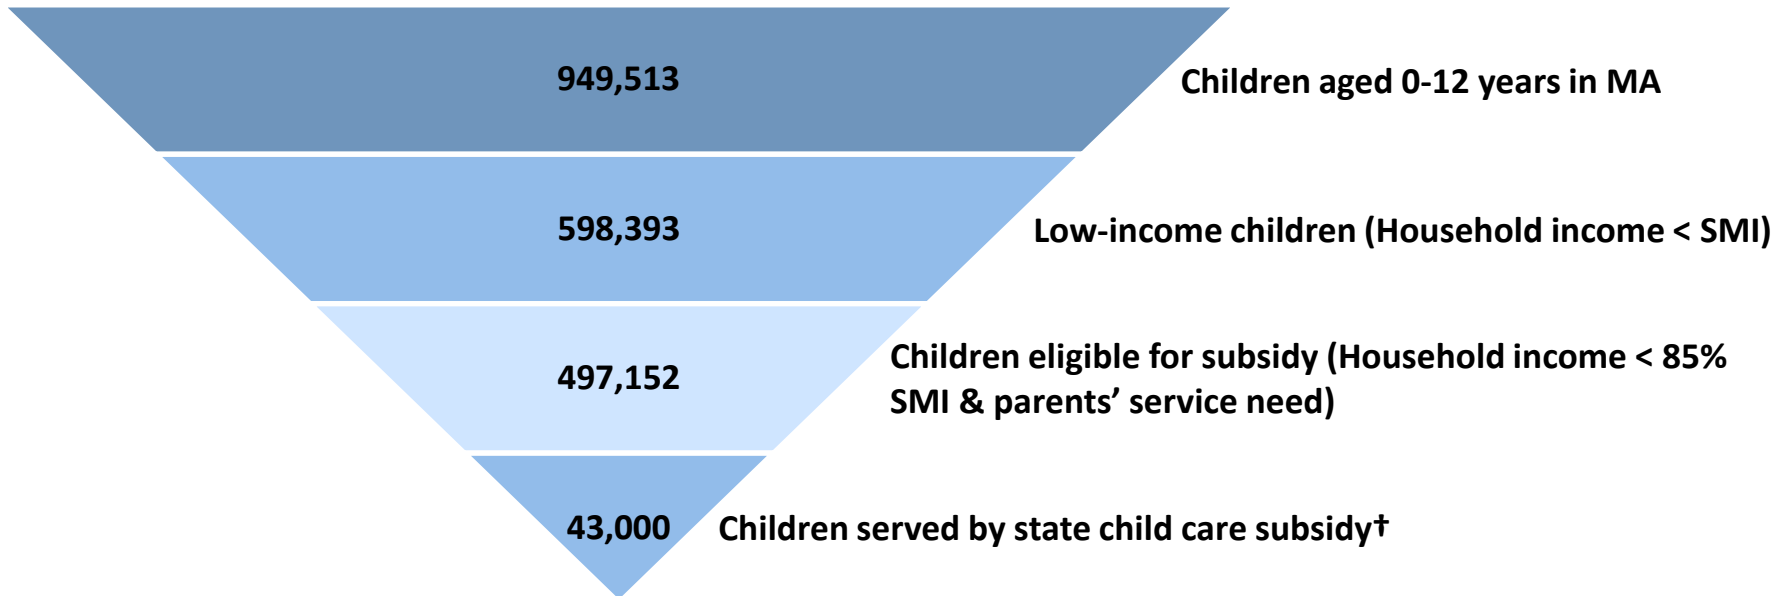 949,513
Children aged 0-12 years in MA
598,393
Low-income children (Household income < SMI)
497,152
Children eligible for subsidy (Household income < 85%
SMI & parents’ service need)
43,000
Children served by state child care subsidy†